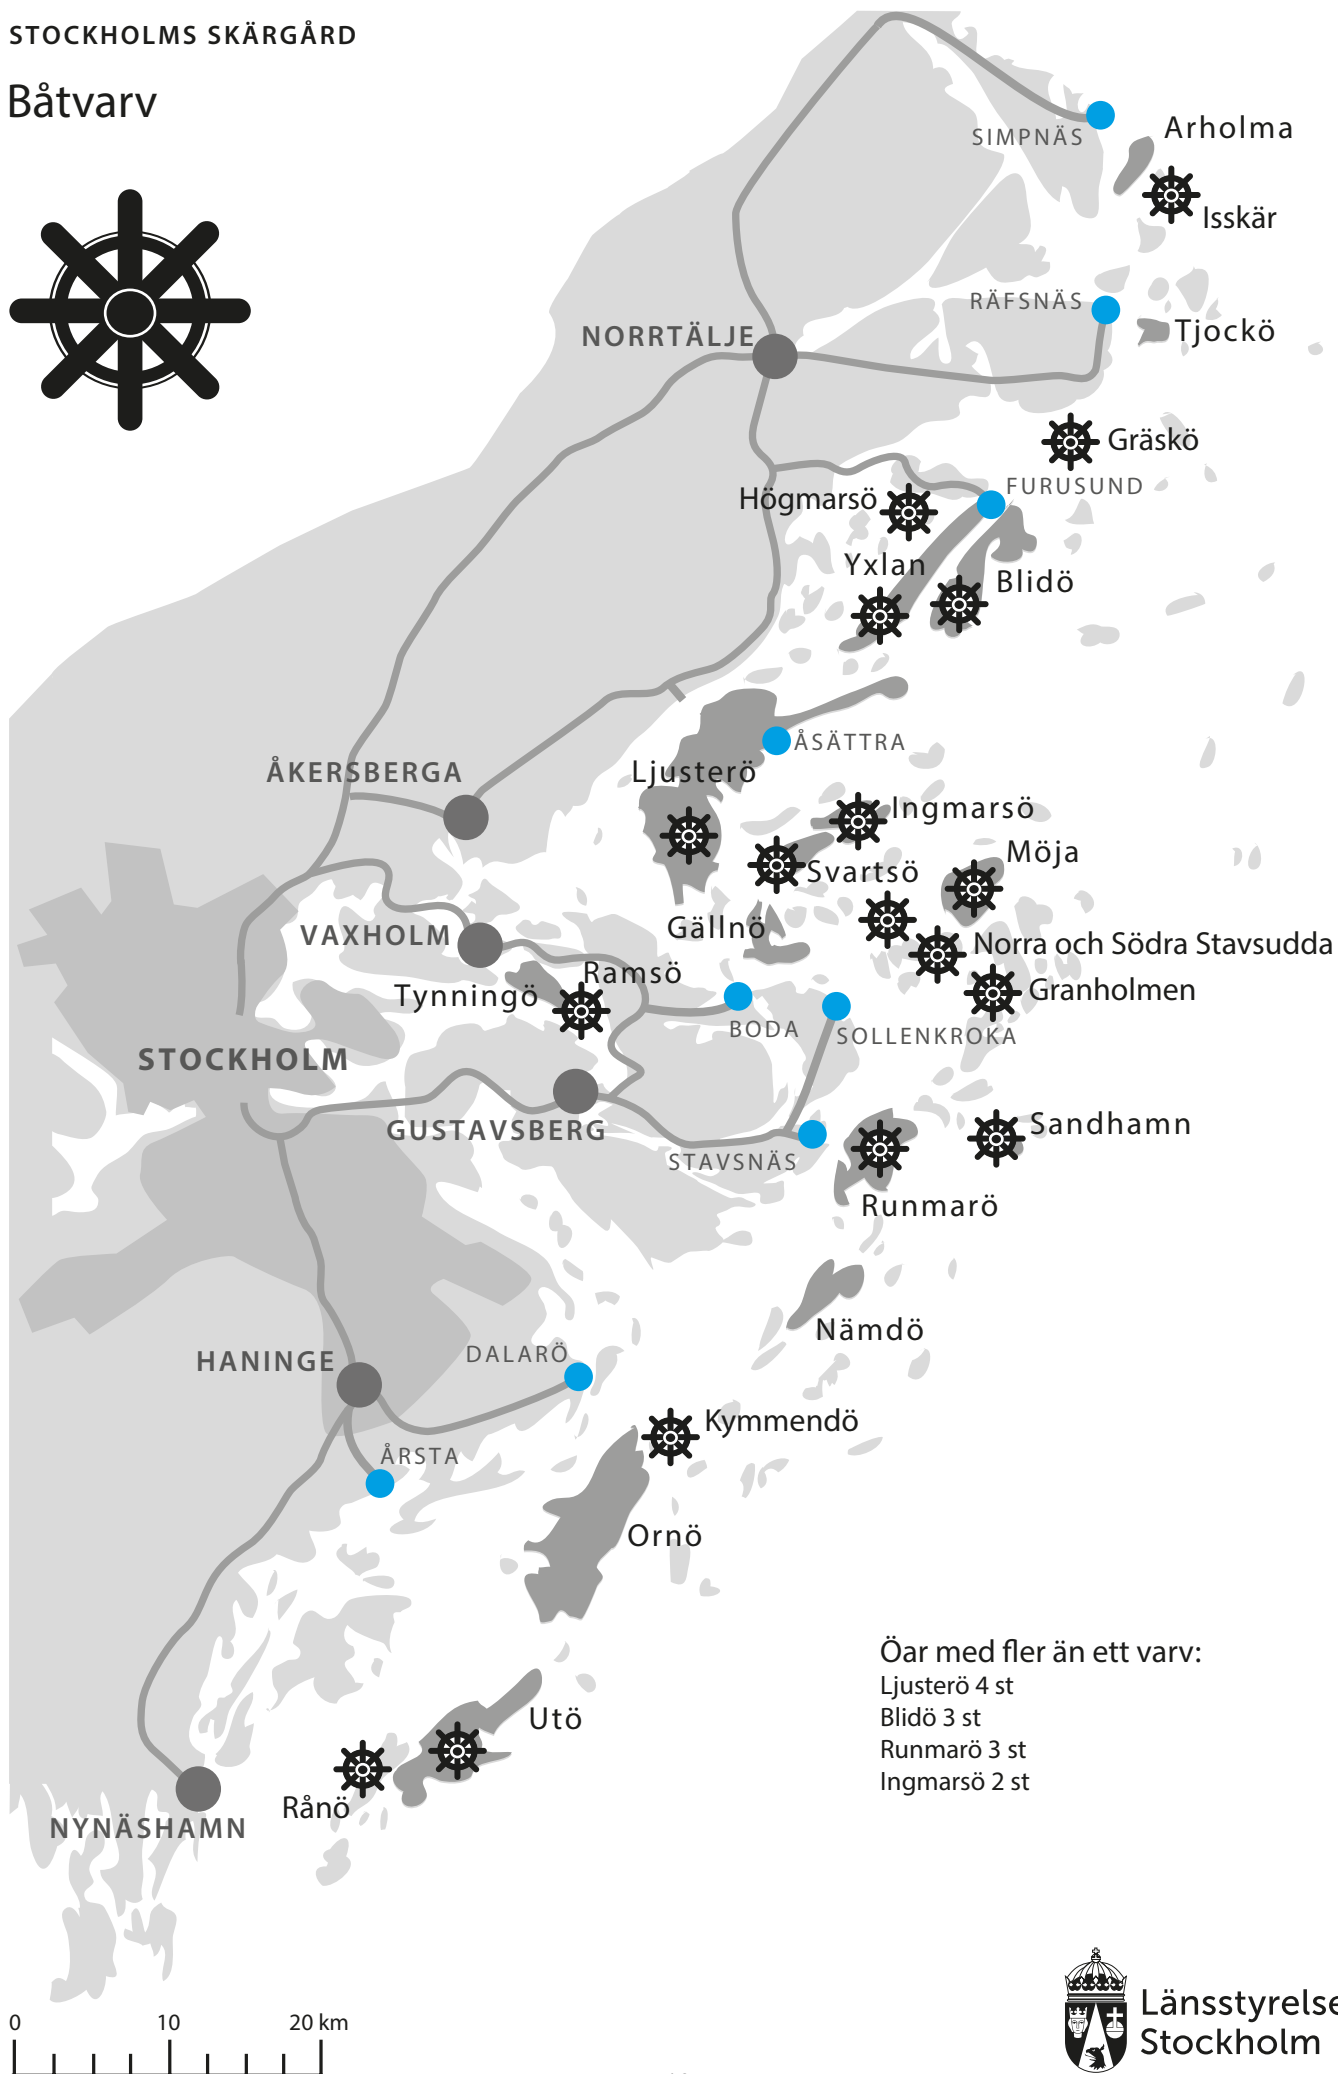 STOCKHOLMS SKÄRGÅRD
Båtvarv
SIMPNÄS
Arholma
Isskär
RÄFSNÄS
Tjockö
NORRTÄLJE
Gräskö
FURUSUND
Högmarsö
Yxlan
Blidö
ÅSÄTTRA
Ljusterö
ÅKERSBERGA
Ingmarsö
Möja
Svartsö
Gällnö
VAXHOLM
Norra och Södra Stavsudda
Ramsö
Tynningö
Granholmen
BODA
SOLLENKROKA
STOCKHOLM
GUSTAVSBERG
Sandhamn
STAVSNÄS
Runmarö
Nämdö
DALARÖ
HANINGE
Kymmendö
ÅRSTA
Ornö
Öar med fler än ett varv:
Ljusterö 4 st
Blidö 3 st
Runmarö 3 st
Ingmarsö 2 st
Utö
Rånö
NYNÄSHAMN
0 10 20 km
Länsstyrelse
Stockholm